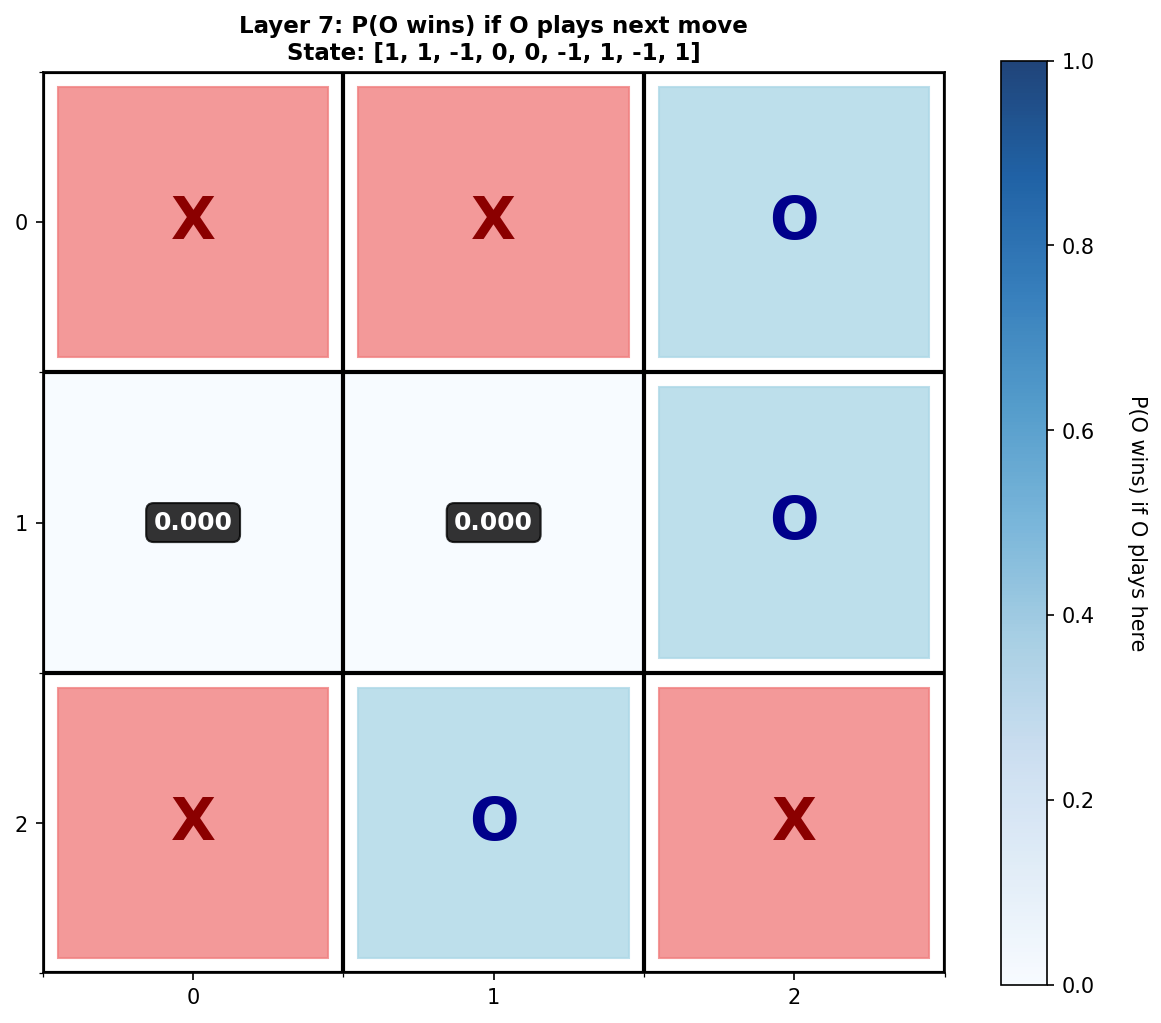 Layer 7: P(O wins) if O plays next move
State: [1, 1, -1, 0, 0, -1, 1, -1, 1]
0
X
X
O
1
0.000
0.000
O
2
X
O
X
0
1
2
1.0
0.8
0.6
0.4
0.2
0.0
P(O wins) if O plays here